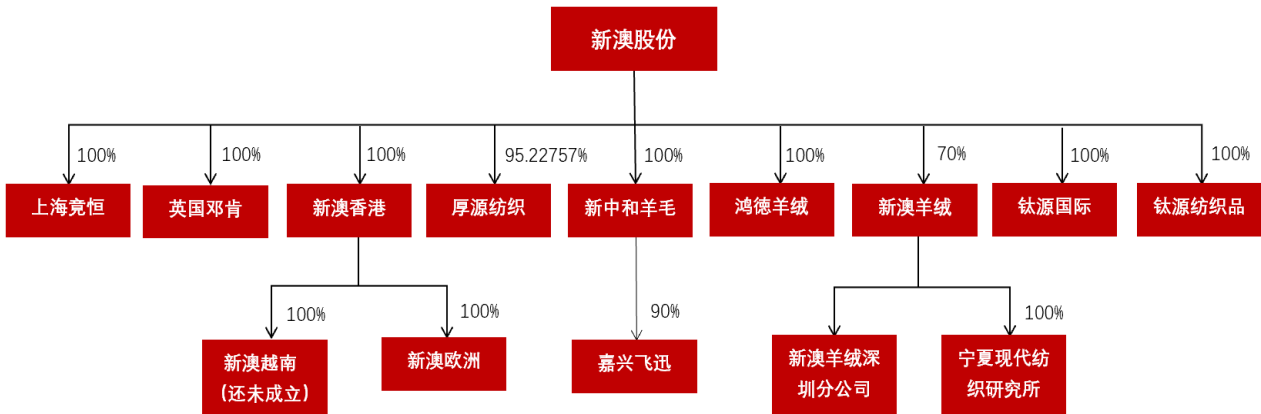 新澳股份
100%
100%
100%
95.22757%
100%
100%
70%
100%
100%
上海竞恒
英国邓肯
新澳香港
厚源纺织
新中和羊毛
鸿德羊绒
新澳羊绒
钛源国际
钛源纺织品
100%
100%
90%
100%
新澳越南
（还未成立）
新澳欧洲
嘉兴飞迅
新澳羊绒深
圳分公司
宁夏现代纺
织研究所